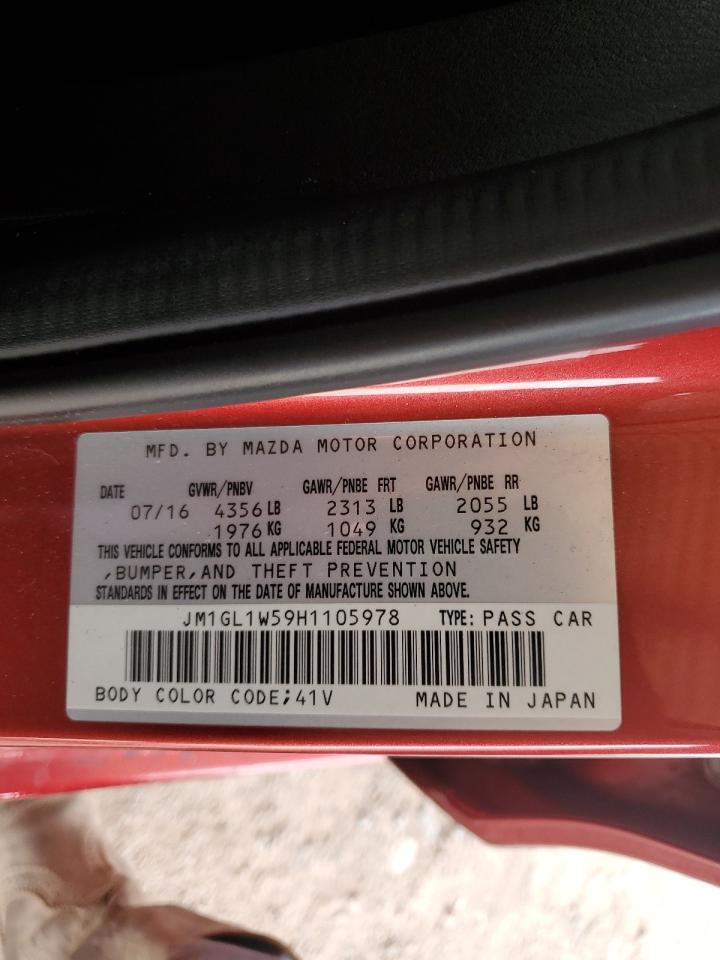 MFD. BY MAZDA MOTOR CORPORATION
DATE GVWR/PNBV GAWR/PNBE FRT GAWR/PNBE RR
07/16 4356 LB 2313 LB 2055 LB
1976 KG 1049 KG 932 KG
THIS VEHICLE CONFORMS TO ALL APPLICABLE FEDERAL MOTOR VEHICLE SAFETY
,BUMPER,AND THEFT PREVENTION
STANDARDS IN EFFECT ON THE DATE OF MANUFACTURE SHOWN ABOVE.
JM1GL1W59H1105978 TYPE: PASS CAR
BODY COLOR CODE;41V MADE IN JAPAN